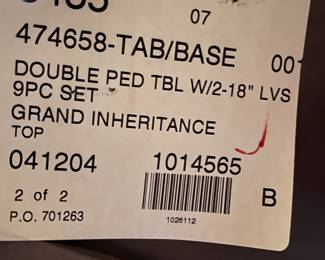 07
474658-TAB/BASE 001
DOUBLE PED TBL W/2-18" LVS
9PC SET
GRAND INHERITANCE
TOP
041204 1014565
2 of 2 B
P.O. 701263 1026112